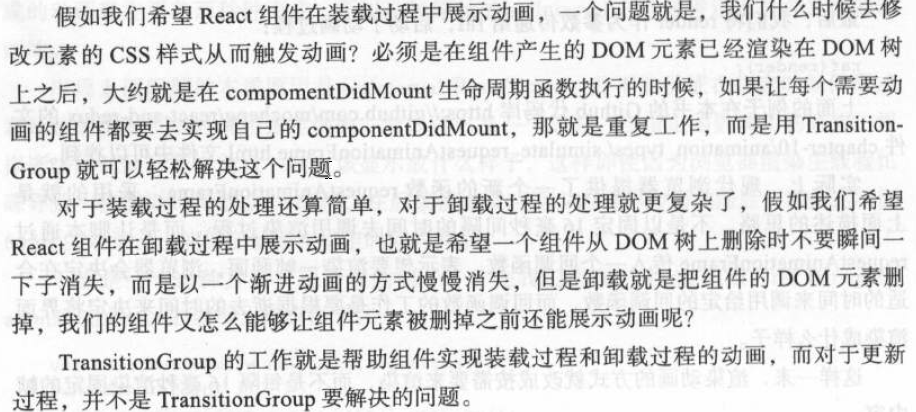 假如我们希望 React 组件在装载过程中展示动画，一个问题就是，我们什么时候去修
改元素的 CSS 样式从而触发动画？必须是在组件产生的 DOM 元素已经渲染在 DOM 树
上之后，大约就是在 compomentDidMount 生命周期函数执行的时候，如果让每个需要动
画的组件都要去实现自己的 componentDidMount，那就是重复工作，而是用 Transition-
Group 就可以轻松解决这个问题。
对于装载过程的处理还算简单，对于卸载过程的处理就更复杂了，假如我们希望
React 组件在卸载过程中展示动画，也就是希望一个组件从 DOM 树上删除时不要瞬间一
下子消失，而是以一个渐进动画的方式慢慢消失，但是卸载就是把组件的 DOM 元素删
掉，我们的组件又怎么能够让组件元素被删掉之前还能展示动画呢？
TransitionGroup 的工作就是帮助组件实现装载过程和卸载过程的动画，而对于更新
过程，并不是 TransitionGroup 要解决的问题。